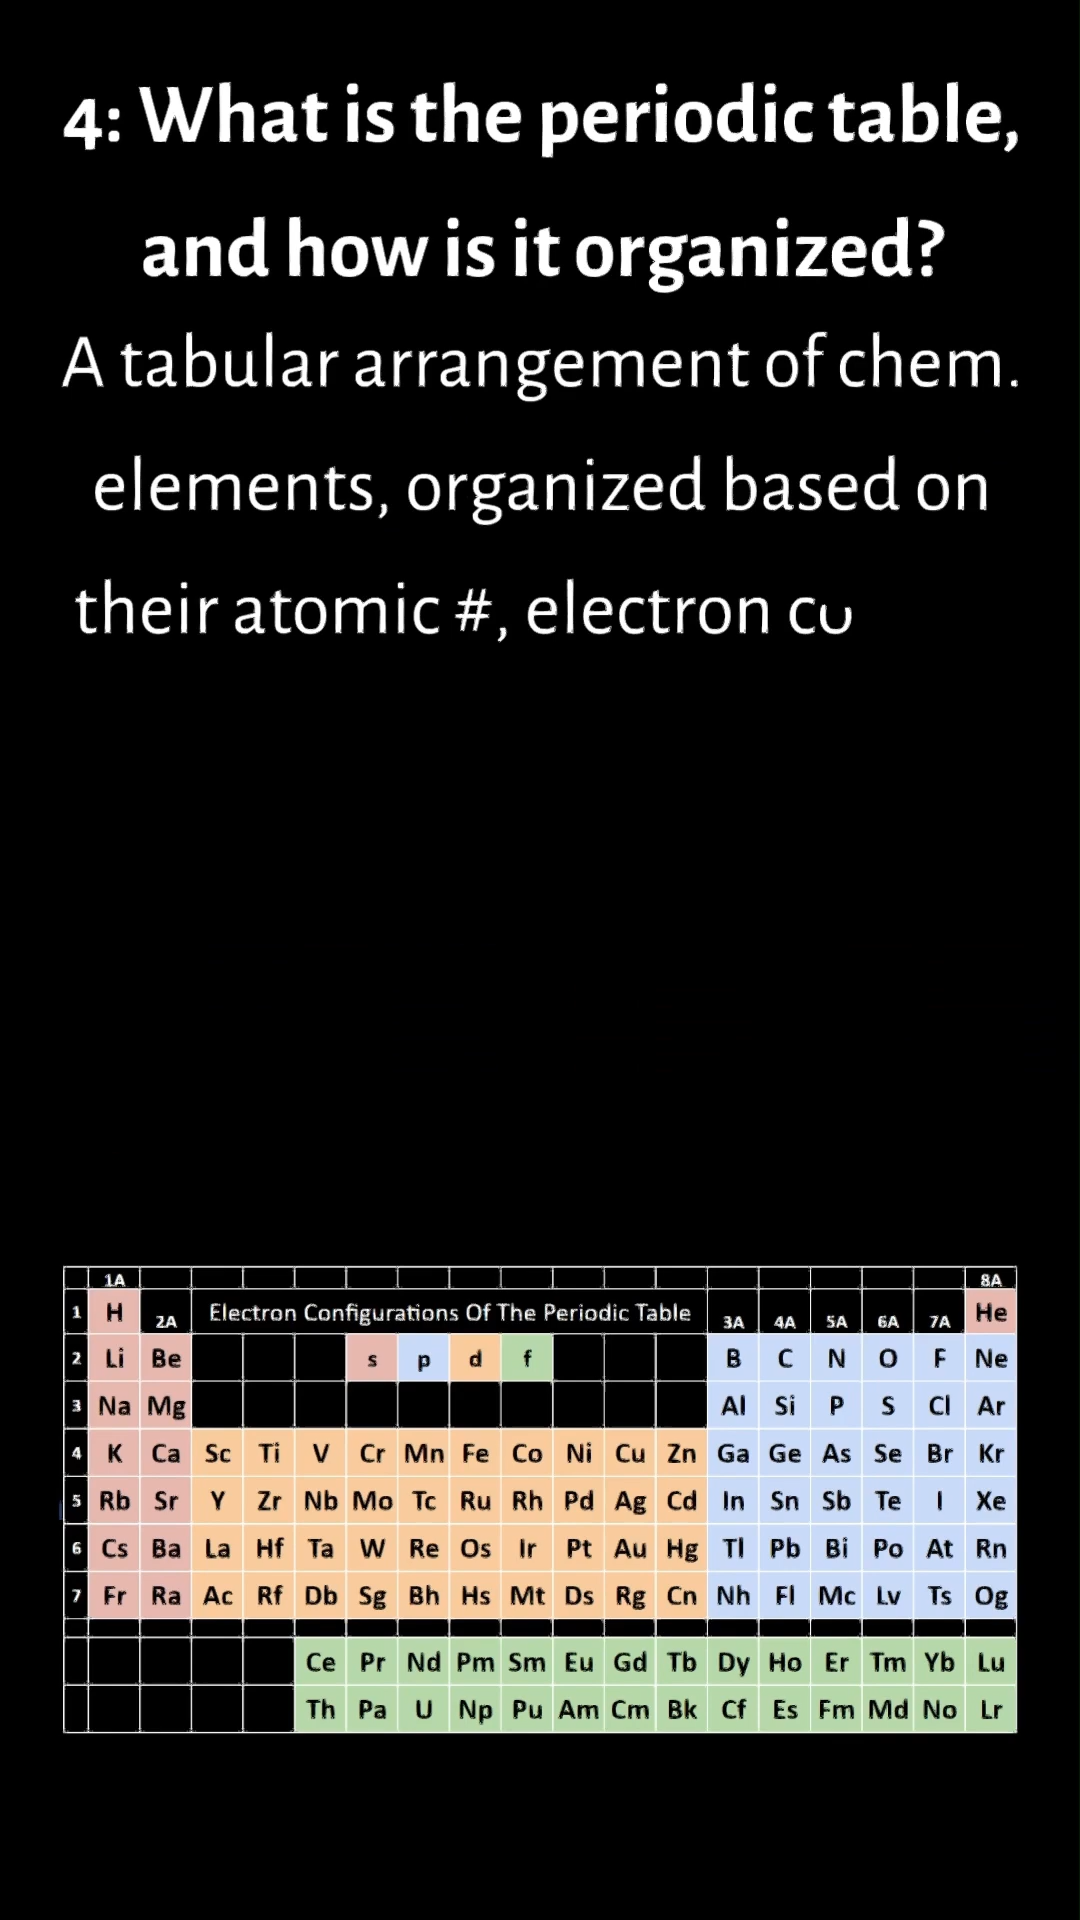 4: What is the periodic table,
and how is it organized?
A tabular arrangement of chem.
elements, organized based on
their atomic #, electron
1A 8A
1 H 2A Electron Configurations Of The Periodic Table 3A 4A 5A 6A 7A He
2 Li Be s p d f B C N O F Ne
3 Na Mg Al Si P S Cl Ar
4 K Ca Sc Ti V Cr Mn Fe Co Ni Cu Zn Ga Ge As Se Br Kr
5 Rb Sr Y Zr Nb Mo Tc Ru Rh Pd Ag Cd In Sn Sb Te I Xe
6 Cs Ba La Hf Ta W Re Os Ir Pt Au Hg Tl Pb Bi Po At Rn
7 Fr Ra Ac Rf Db Sg Bh Hs Mt Ds Rg Cn Nh Fl Mc Lv Ts Og
Ce Pr Nd Pm Sm Eu Gd Tb Dy Ho Er Tm Yb Lu
Th Pa U Np Pu Am Cm Bk Cf Es Fm Md No Lr